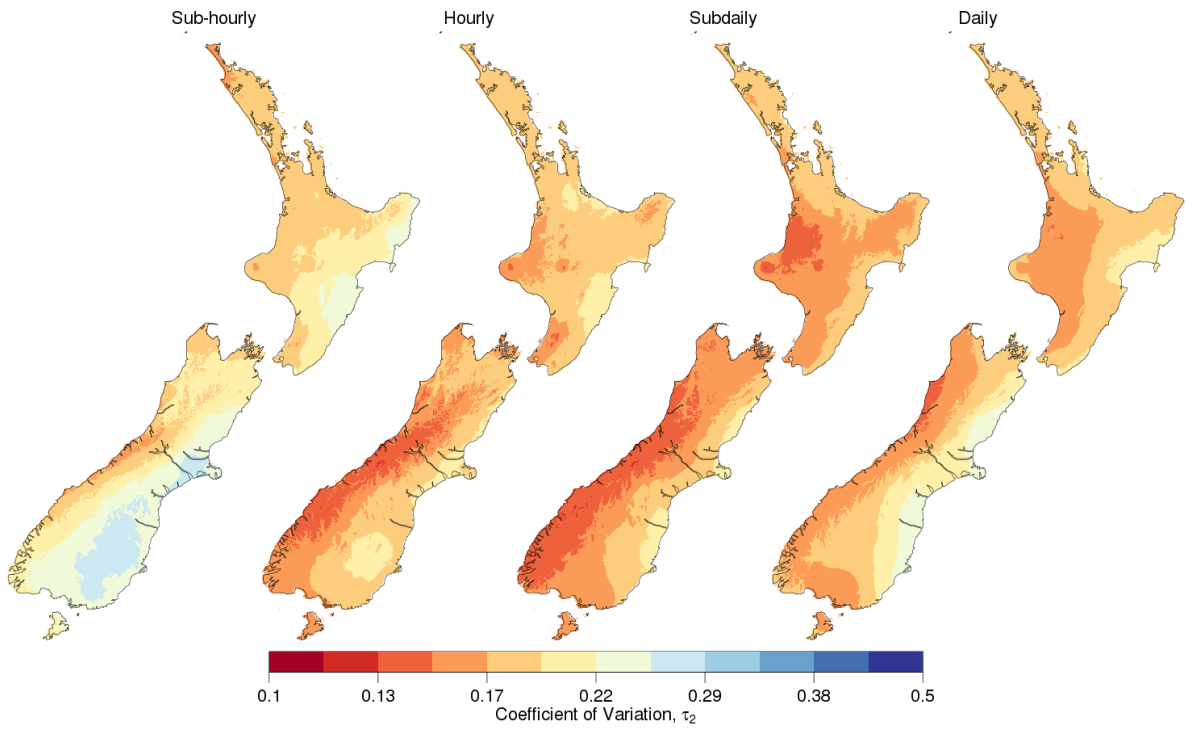 Sub-hourly Hourly Subdaily Daily
0.1 0.13 0.17 0.22 0.29 0.38 0.5
Coefficient of Variation, τ₂